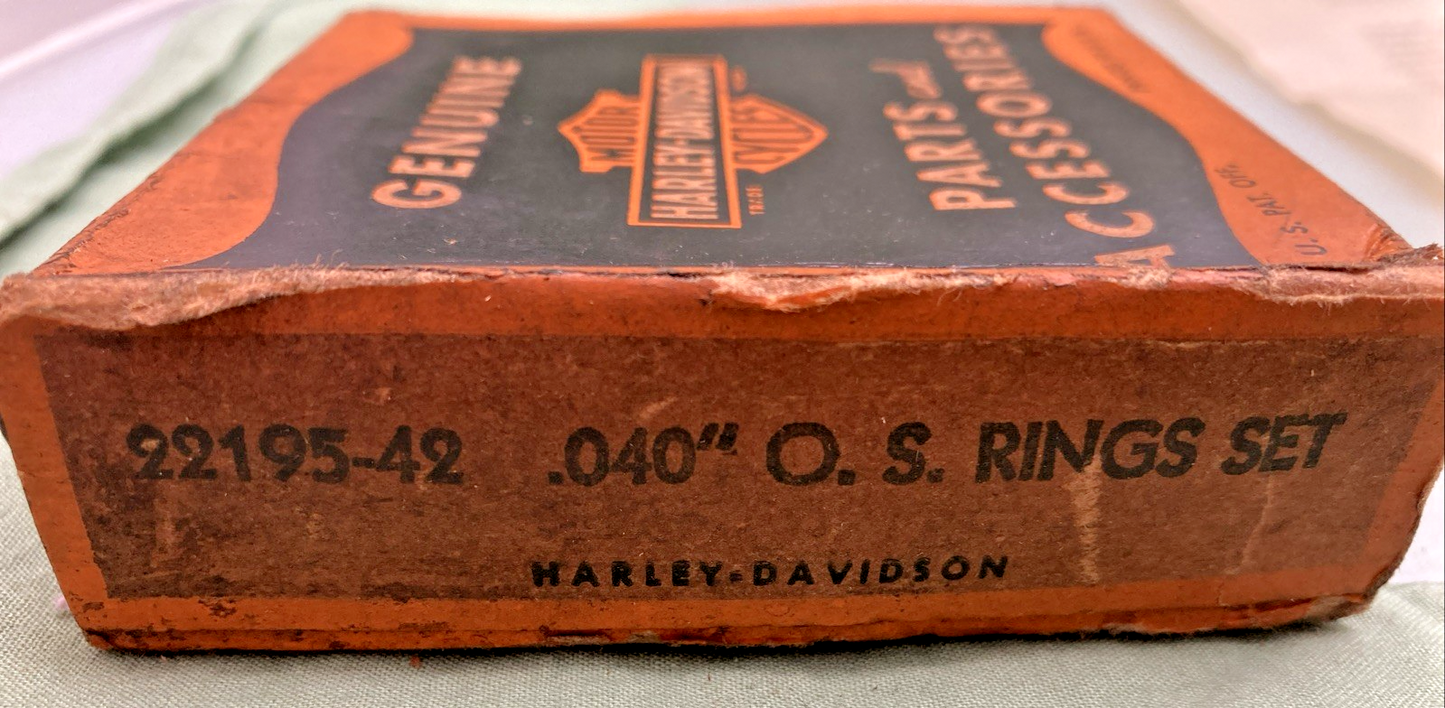 GENUINE
MOTOR
HARLEY-DAVIDSON
CYCLES
TRADE
PARTS and
ACCESSORIES
U.S. PAT. OFF.
22195-42 .040" O. S. RINGS SET
HARLEY-DAVIDSON